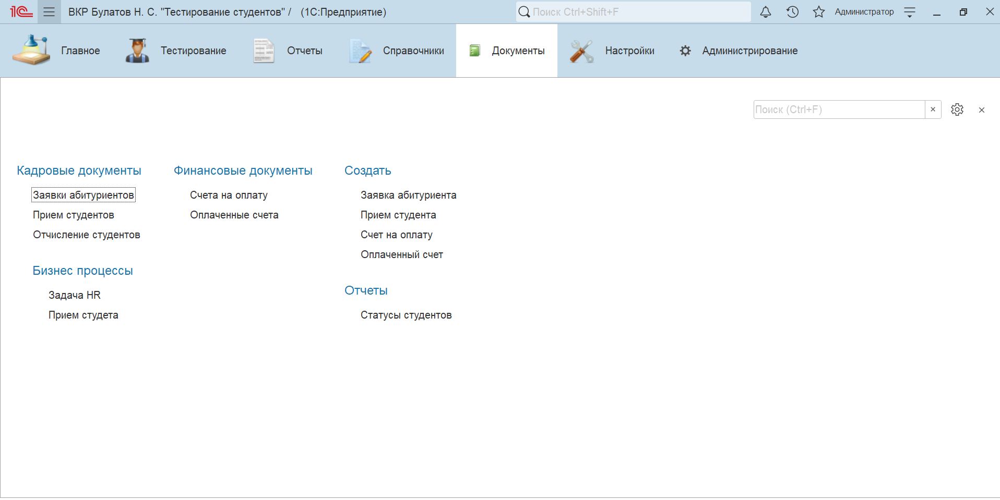 1С ВКР Булатов Н. С. "Тестирование студентов" / (1С:Предприятие) Поиск Ctrl+Shift+F Администратор
Главное Тестирование Отчеты Справочники Документы Настройки Администрирование
Поиск (Ctrl+F)
Кадровые документы
Заявки абитуриентов
Прием студентов
Отчисление студентов
Бизнес процессы
Задача HR
Прием студета
Финансовые документы
Счета на оплату
Оплаченные счета
Создать
Заявка абитуриента
Прием студента
Счет на оплату
Оплаченный счет
Отчеты
Статусы студентов